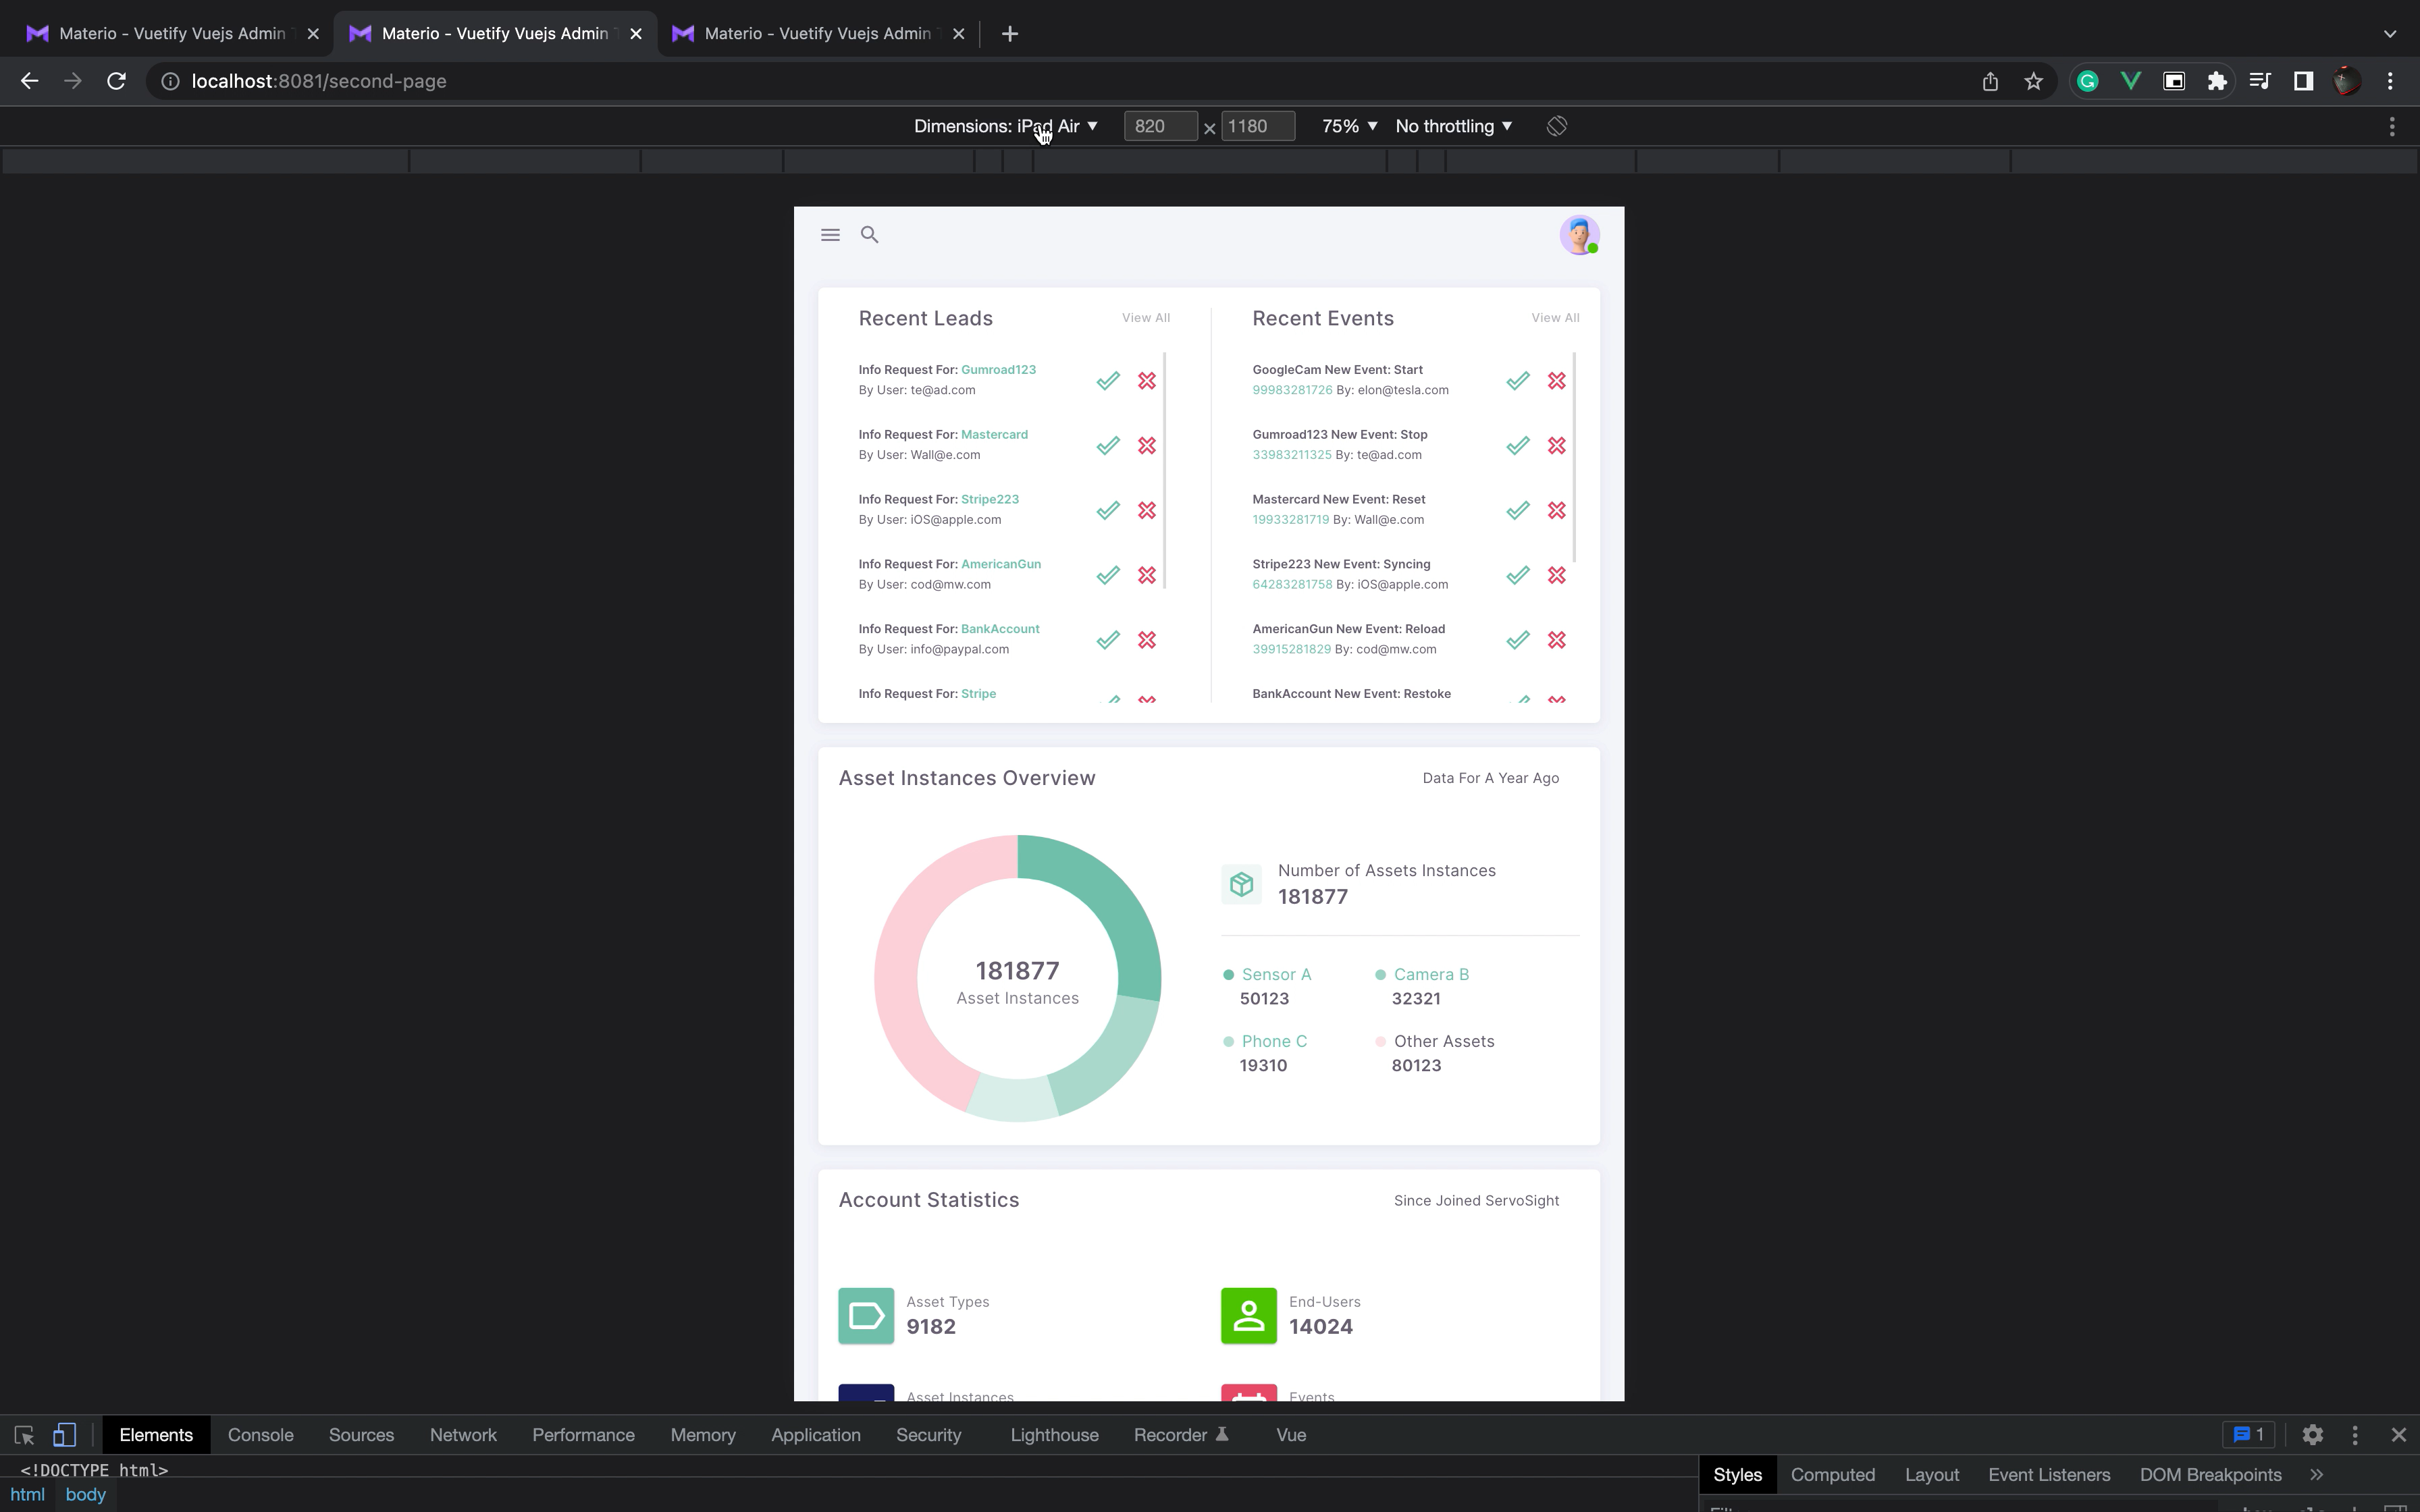 Materio - Vuetify Vuejs Admin
Materio - Vuetify Vuejs Admin
Materio - Vuetify Vuejs Admin
localhost:8081/second-page
Dimensions: iPad Air ▼ 820 × 1180 75% ▼ No throttling ▼
Recent Leads View All
Info Request For: Gumroad123
By User: te@ad.com
Info Request For: Mastercard
By User: Wall@e.com
Info Request For: Stripe223
By User: iOS@apple.com
Info Request For: AmericanGun
By User: cod@mw.com
Info Request For: BankAccount
By User: info@paypal.com
Info Request For: Stripe
Recent Events View All
GoogleCam New Event: Start
99983281726 By: elon@tesla.com
Gumroad123 New Event: Stop
33983211325 By: te@ad.com
Mastercard New Event: Reset
19933281719 By: Wall@e.com
Stripe223 New Event: Syncing
64283281758 By: iOS@apple.com
AmericanGun New Event: Reload
39915281829 By: cod@mw.com
BankAccount New Event: Restoke
Asset Instances Overview Data For A Year Ago
181877
Asset Instances
Number of Assets Instances
181877
Sensor A
50123
Camera B
32321
Phone C
19310
Other Assets
80123
Account Statistics Since Joined ServoSight
Asset Types
9182
End-Users
14024
Asset Instances
Events
Elements Console Sources Network Performance Memory Application Security Lighthouse Recorder Vue 1
<!DOCTYPE html>
html body
Styles Computed Layout Event Listeners DOM Breakpoints »